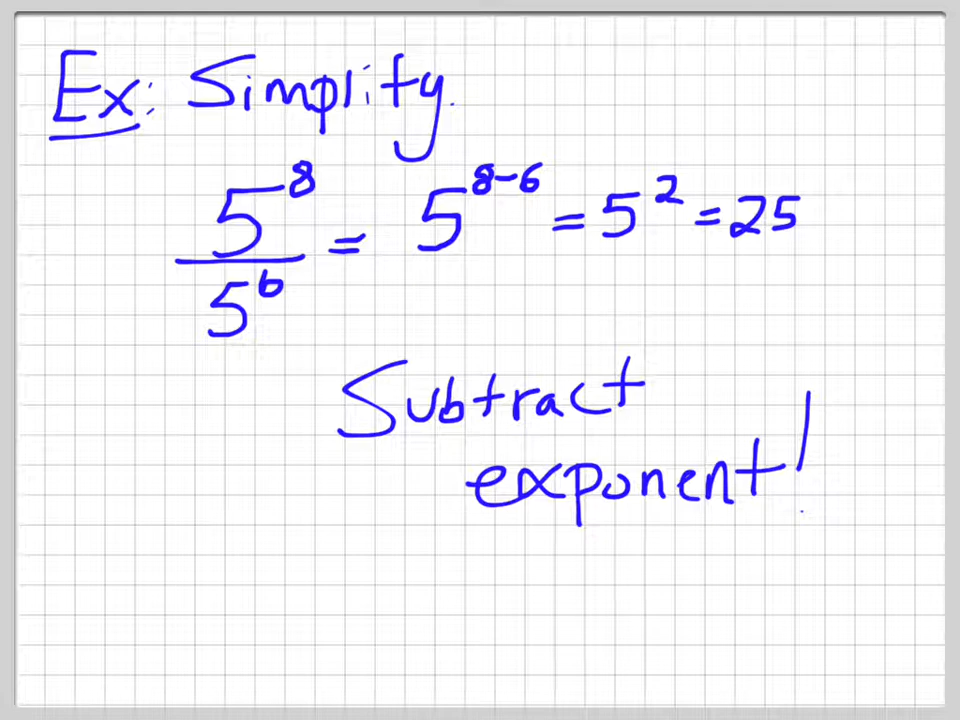 Ex: Simplify.
5^8 / 5^6 = 5^(8-6) = 5^2 = 25
Subtract
exponent!